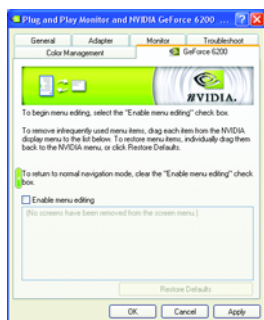 Plug and Play Monitor and NVIDIA GeForce 6200 ...
General
Adapter
Monitor
Troubleshoot
Color Management
GeForce 6200
NVIDIA.
To begin menu editing, select the "Enable menu editing" check box.
To remove infrequently used menu items, drag each item from the NVIDIA
display menu to the list below. To restore menu items, individually drag them
back to the NVIDIA menu, or click Restore Defaults.
To return to normal navigation mode, clear the "Enable menu editing" check
box.
Enable menu editing
(No screens have been removed from the screen menu.)
Restore Defaults
OK
Cancel
Apply